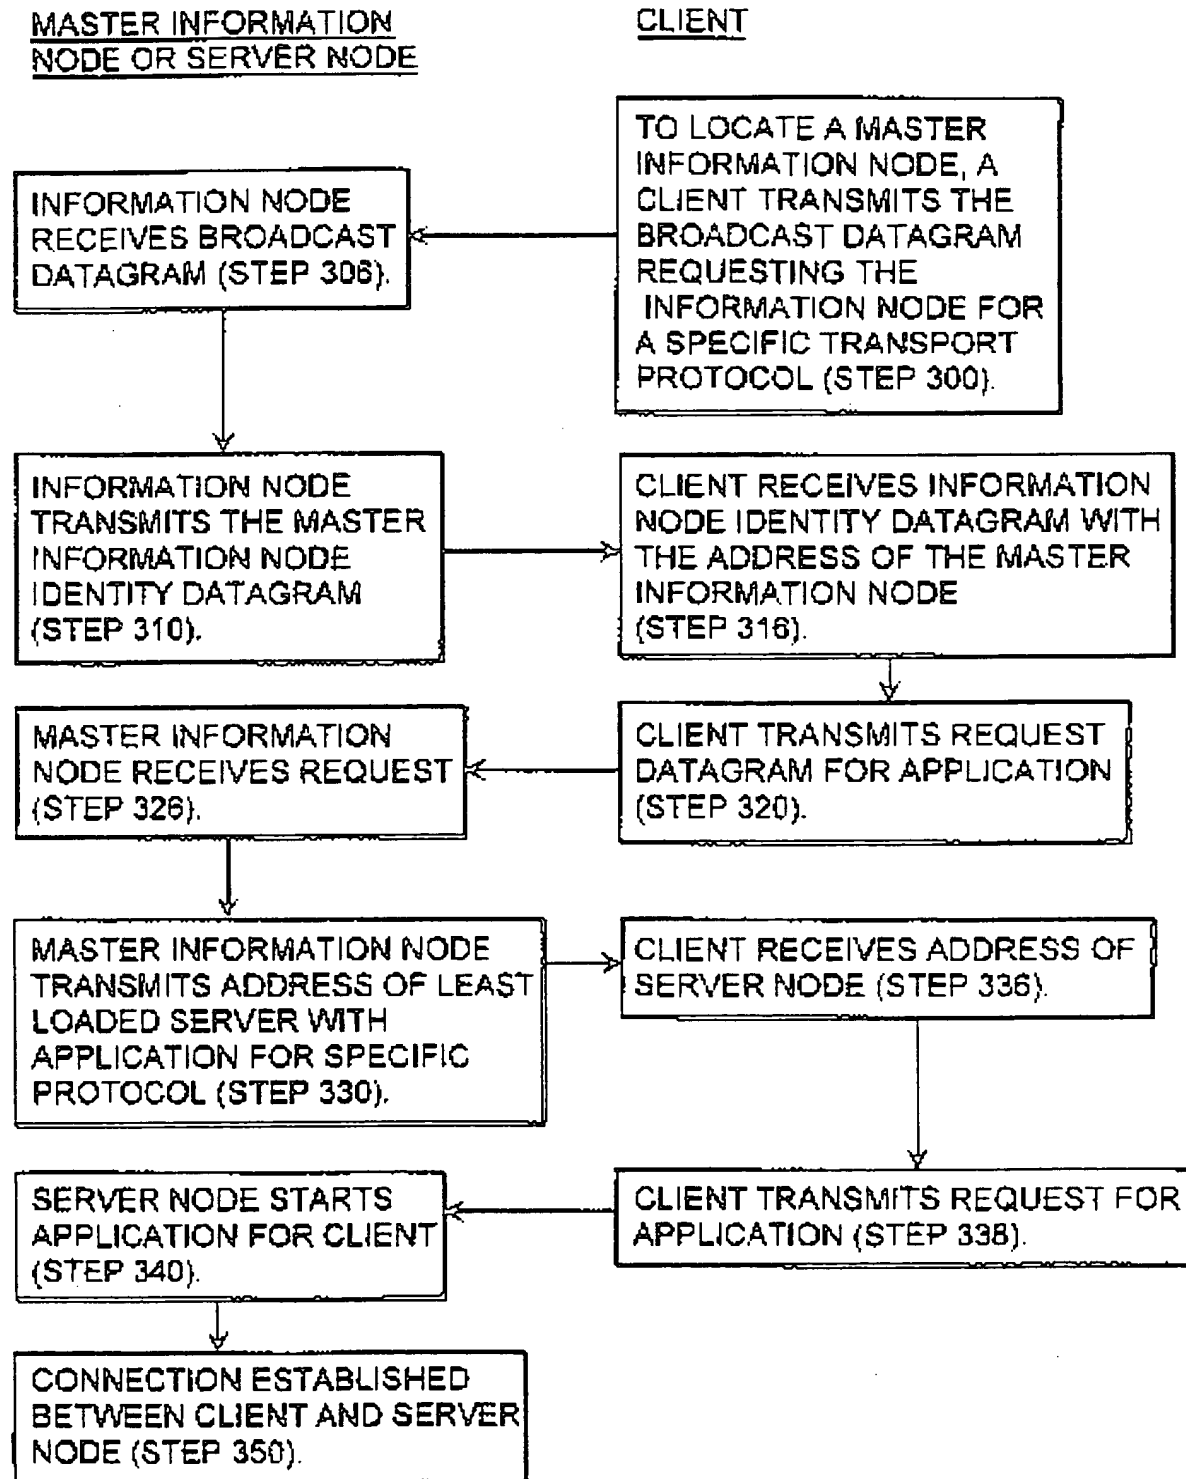 MASTER INFORMATION
NODE OR SERVER NODE
CLIENT
TO LOCATE A MASTER
INFORMATION NODE, A
CLIENT TRANSMITS THE
BROADCAST DATAGRAM
REQUESTING THE
INFORMATION NODE FOR
A SPECIFIC TRANSPORT
PROTOCOL (STEP 300).
INFORMATION NODE
RECEIVES BROADCAST
DATAGRAM (STEP 306).
INFORMATION NODE
TRANSMITS THE MASTER
INFORMATION NODE
IDENTITY DATAGRAM
(STEP 310).
CLIENT RECEIVES INFORMATION
NODE IDENTITY DATAGRAM WITH
THE ADDRESS OF THE MASTER
INFORMATION NODE
(STEP 316).
CLIENT TRANSMITS REQUEST
DATAGRAM FOR APPLICATION
(STEP 320).
MASTER INFORMATION
NODE RECEIVES REQUEST
(STEP 326).
MASTER INFORMATION NODE
TRANSMITS ADDRESS OF LEAST
LOADED SERVER WITH
APPLICATION FOR SPECIFIC
PROTOCOL (STEP 330).
CLIENT RECEIVES ADDRESS OF
SERVER NODE (STEP 336).
CLIENT TRANSMITS REQUEST FOR
APPLICATION (STEP 338).
SERVER NODE STARTS
APPLICATION FOR CLIENT
(STEP 340).
CONNECTION ESTABLISHED
BETWEEN CLIENT AND SERVER
NODE (STEP 350).